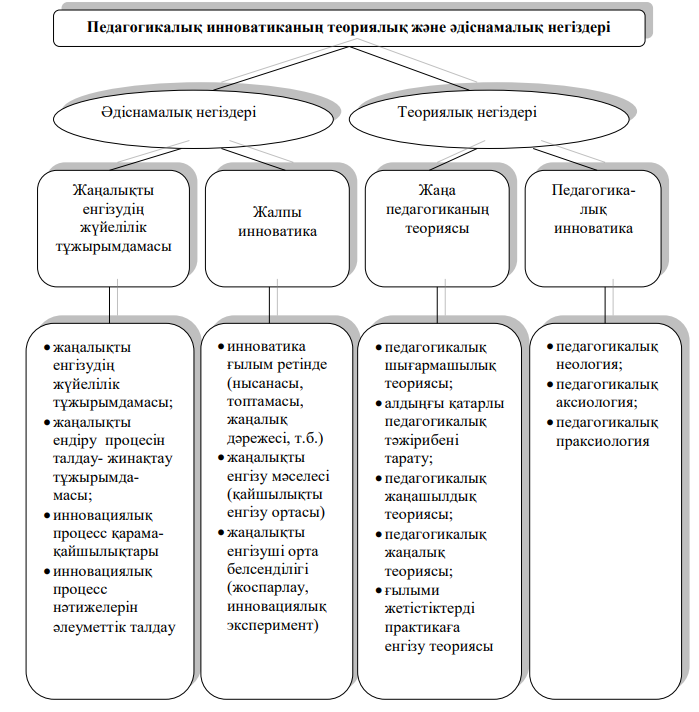 Педагогикалық инноватиканың теориялық және әдіснамалық негіздері
Әдіснамалық негіздері
Теориялық негіздері
Жаңалықты
енгізудің
жүйелілік
тұжырымдамасы
Жалпы
инноватика
Жаңа
педагогиканың
теориясы
Педагогика-
лық
инноватика
•жаңалықты
енгізудің
жүйелілік
тұжырымдамасы;
•жаңалықты
ендіру процесін
талдау- жинақтау
тұжырымда-
масы;
•инновациялық
процесс қарама-
қайшылықтары
•инновациялық
процесс
нәтижелерін
әлеуметтік талдау
•инноватика
ғылым ретінде
(нысанасы,
топтамасы,
жаңалық
дәрежесі, т.б.)
•жаңалықты
енгізу мәселесі
(қайшылықты
енгізу ортасы)
•жаңалықты
енгізуші орта
белсенділігі
(жоспарлау,
инновациялық
эксперимент)
•педагогикалық
шығармашылық
теориясы;
•алдыңғы қатарлы
педагогикалық
тәжірибені
тарату;
•педагогикалық
жаңашылдық
теориясы;
•педагогикалық
жаңалық
теориясы;
•ғылыми
жетістіктерді
практикаға
енгізу теориясы
•педагогикалық
неология;
•педагогикалық
аксиология;
•педагогикалық
праксиология